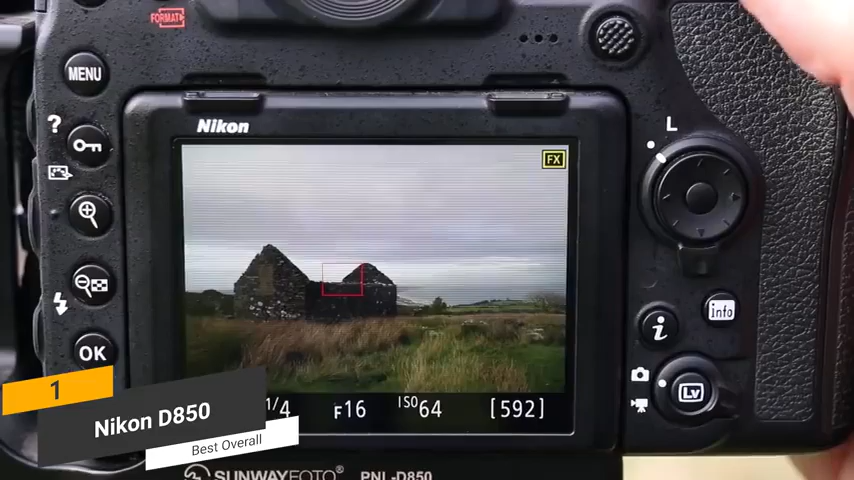 FORMAT
MENU
?
L
Nikon
FX
info
i
OK
Lv
1/4 F16 ISO64 [592]
1
Nikon D850
Best Overall
SUNWAYFOTO® PNL-D850